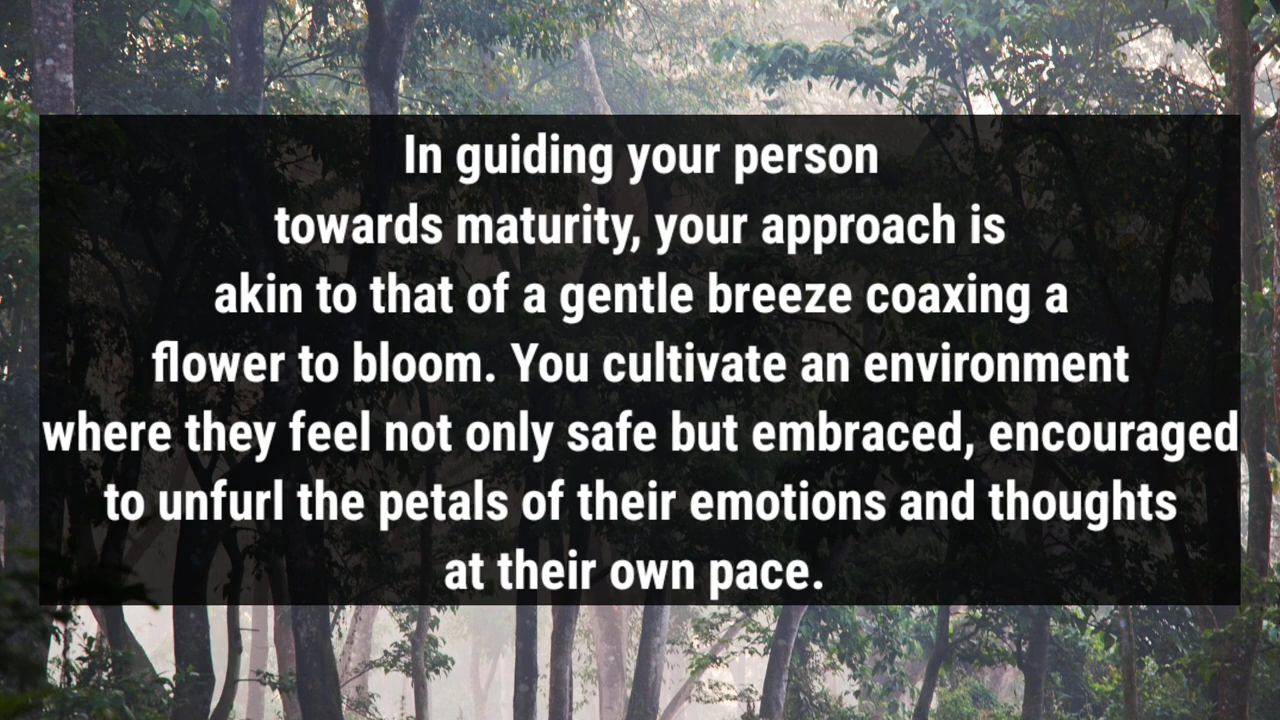 In guiding your person
towards maturity, your approach is
akin to that of a gentle breeze coaxing a
flower to bloom. You cultivate an environment
where they feel not only safe but embraced, encouraged
to unfurl the petals of their emotions and thoughts
at their own pace.